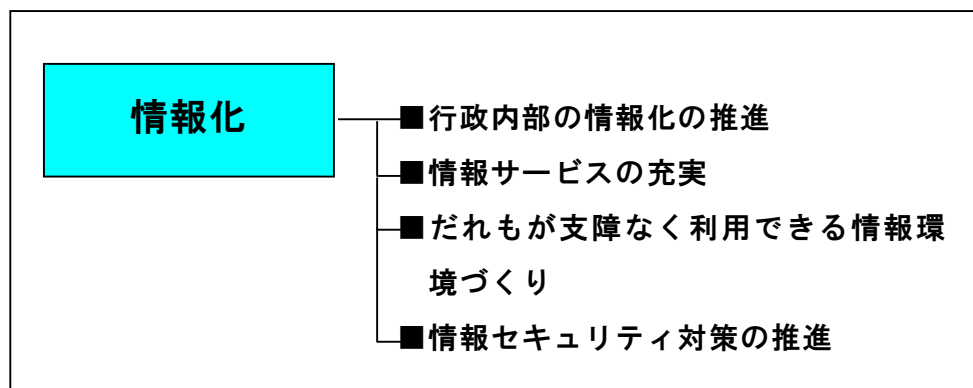 情報化
■行政内部の情報化の推進
■情報サービスの充実
■だれもが支障なく利用できる情報環
境づくり
■情報セキュリティ対策の推進